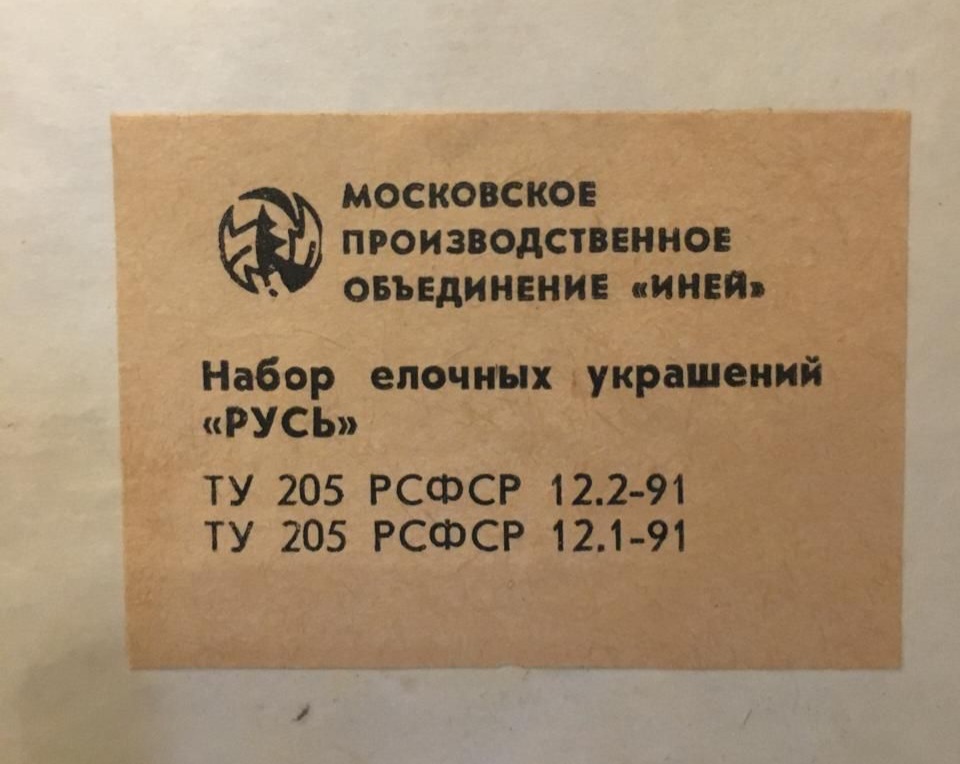 МОСКОВСКОЕ
ПРОИЗВОДСТВЕННОЕ
ОБЪЕДИНЕНИЕ «ИНЕЙ»
Набор елочных украшений
«РУСЬ»
ТУ 205 РСФСР 12.2-91
ТУ 205 РСФСР 12.1-91